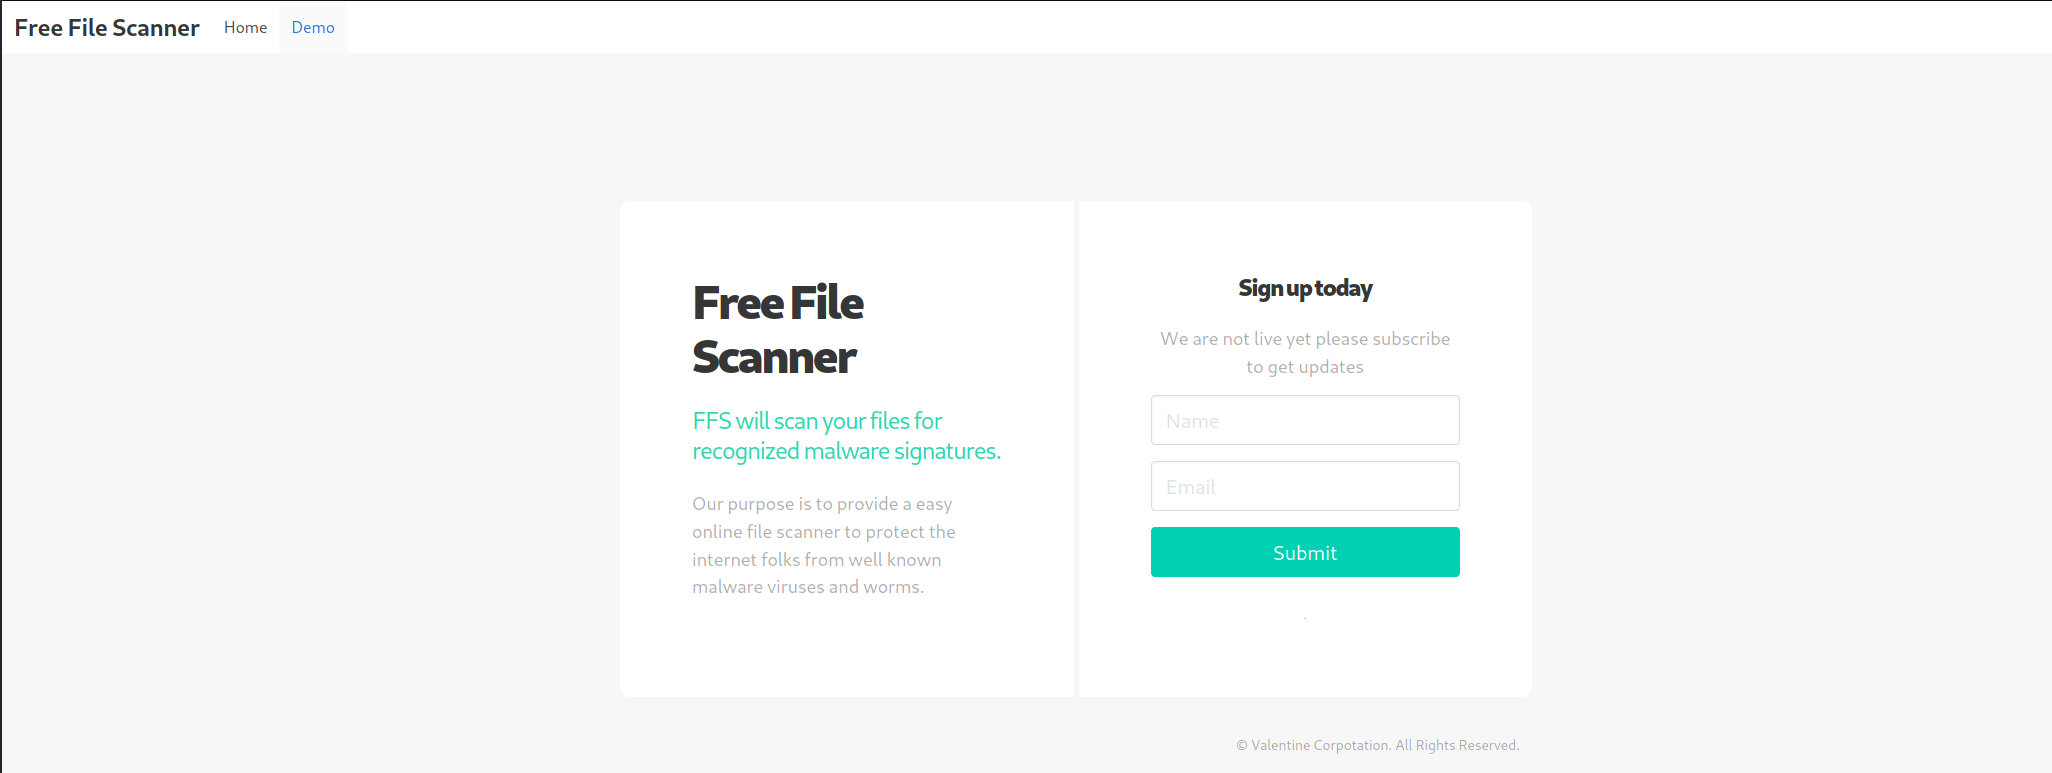 Free File Scanner Home Demo
Free File
Scanner
FFS will scan your files for
recognized malware signatures.
Our purpose is to provide a easy
online file scanner to protect the
internet folks from well known
malware viruses and worms.
Sign up today
We are not live yet please subscribe
to get updates
Name
Email
Submit
.
© Valentine Corpotation. All Rights Reserved.